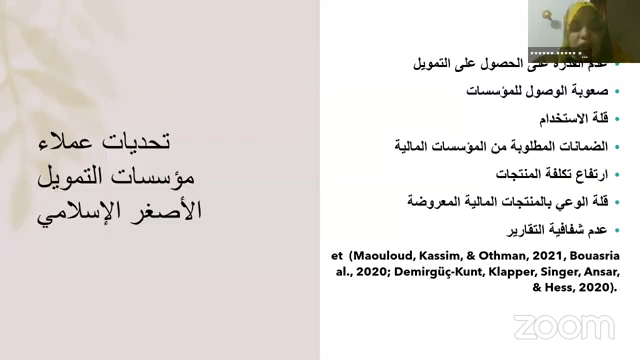 تحديات عملاء
مؤسسات التمويل
الأصغر الإسلامي
عدم القدرة على الحصول على التمويل
صعوبة الوصول للمؤسسات
قلة الاستخدام
الضمانات المطلوبة من المؤسسات المالية
ارتفاع تكلفة المنتجات
قلة الوعي بالمنتجات المالية المعروضة
عدم شفافية التقارير
et (Maouloud, Kassim, & Othman, 2021, Bouasria
al., 2020; Demirgüç-Kunt, Klapper, Singer, Ansar,
& Hess, 2020).
zoom